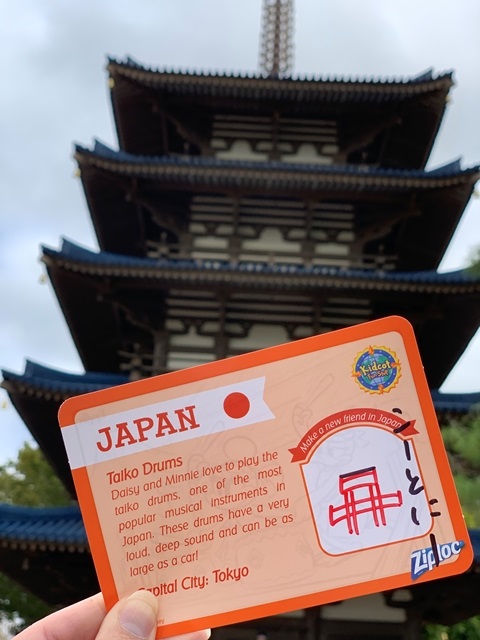 Kidcot
JAPAN
Make a new friend in Japan
Taiko Drums
Daisy and Minnie love to play the
taiko drums, one of the most
popular musical instruments in
Japan. These drums have a very
loud, deep sound and can be as
large as a car!
apital City: Tokyo
Ziploc